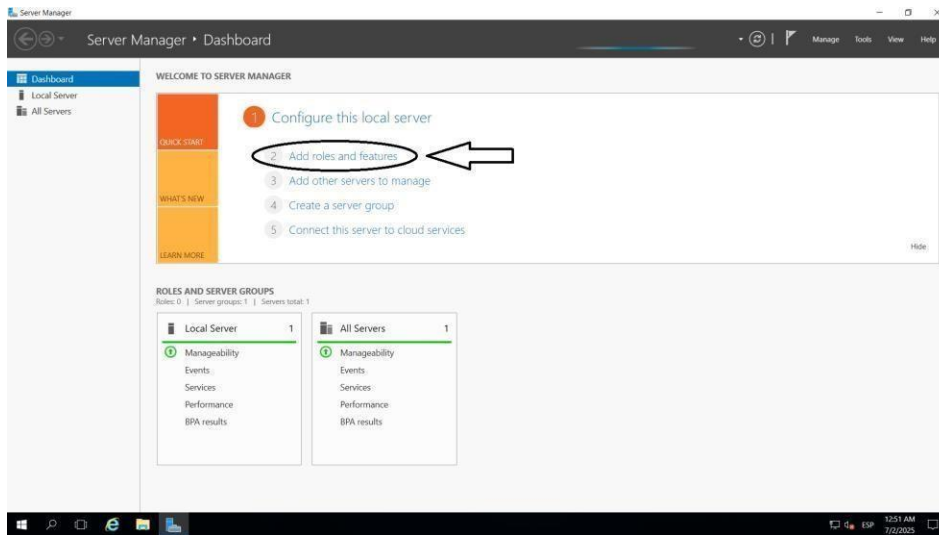 Server Manager
Server Manager • Dashboard
Manage Tools View Help
Dashboard
Local Server
All Servers
WELCOME TO SERVER MANAGER
QUICK START
WHAT'S NEW
LEARN MORE
1 Configure this local server
2 Add roles and features
3 Add other servers to manage
4 Create a server group
5 Connect this server to cloud services
Hide
ROLES AND SERVER GROUPS
Roles: 0 | Server groups: 1 | Servers total: 1
Local Server 1
Manageability
Events
Services
Performance
BPA results
All Servers 1
Manageability
Events
Services
Performance
BPA results
ESP
12:51 AM
7/2/2025